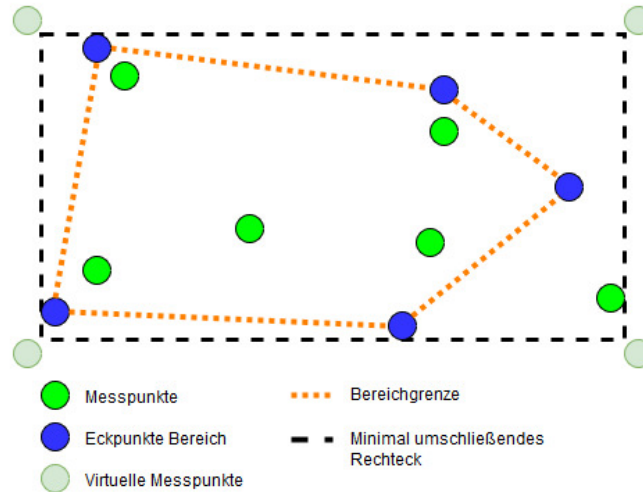 Messpunkte
Bereichgrenze
Eckpunkte Bereich
Minimal umschließendes
Rechteck
Virtuelle Messpunkte